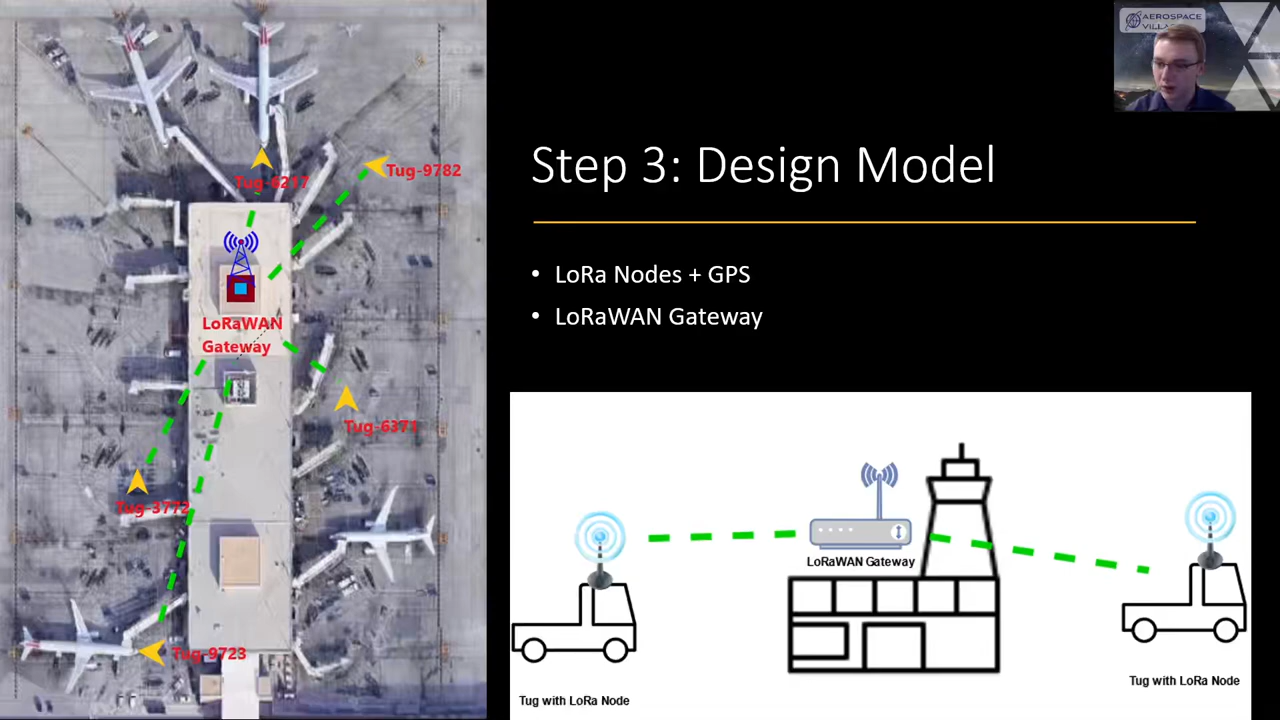 AEROSPACE
VILLAGE
Step 3: Design Model
• LoRa Nodes + GPS
• LoRaWAN Gateway
Tug-6217
Tug-9782
LoRaWAN
Gateway
Tug-6371
Tug-3772
Tug-9723
LoRaWAN Gateway
Tug with LoRa Node
Tug with LoRa Node